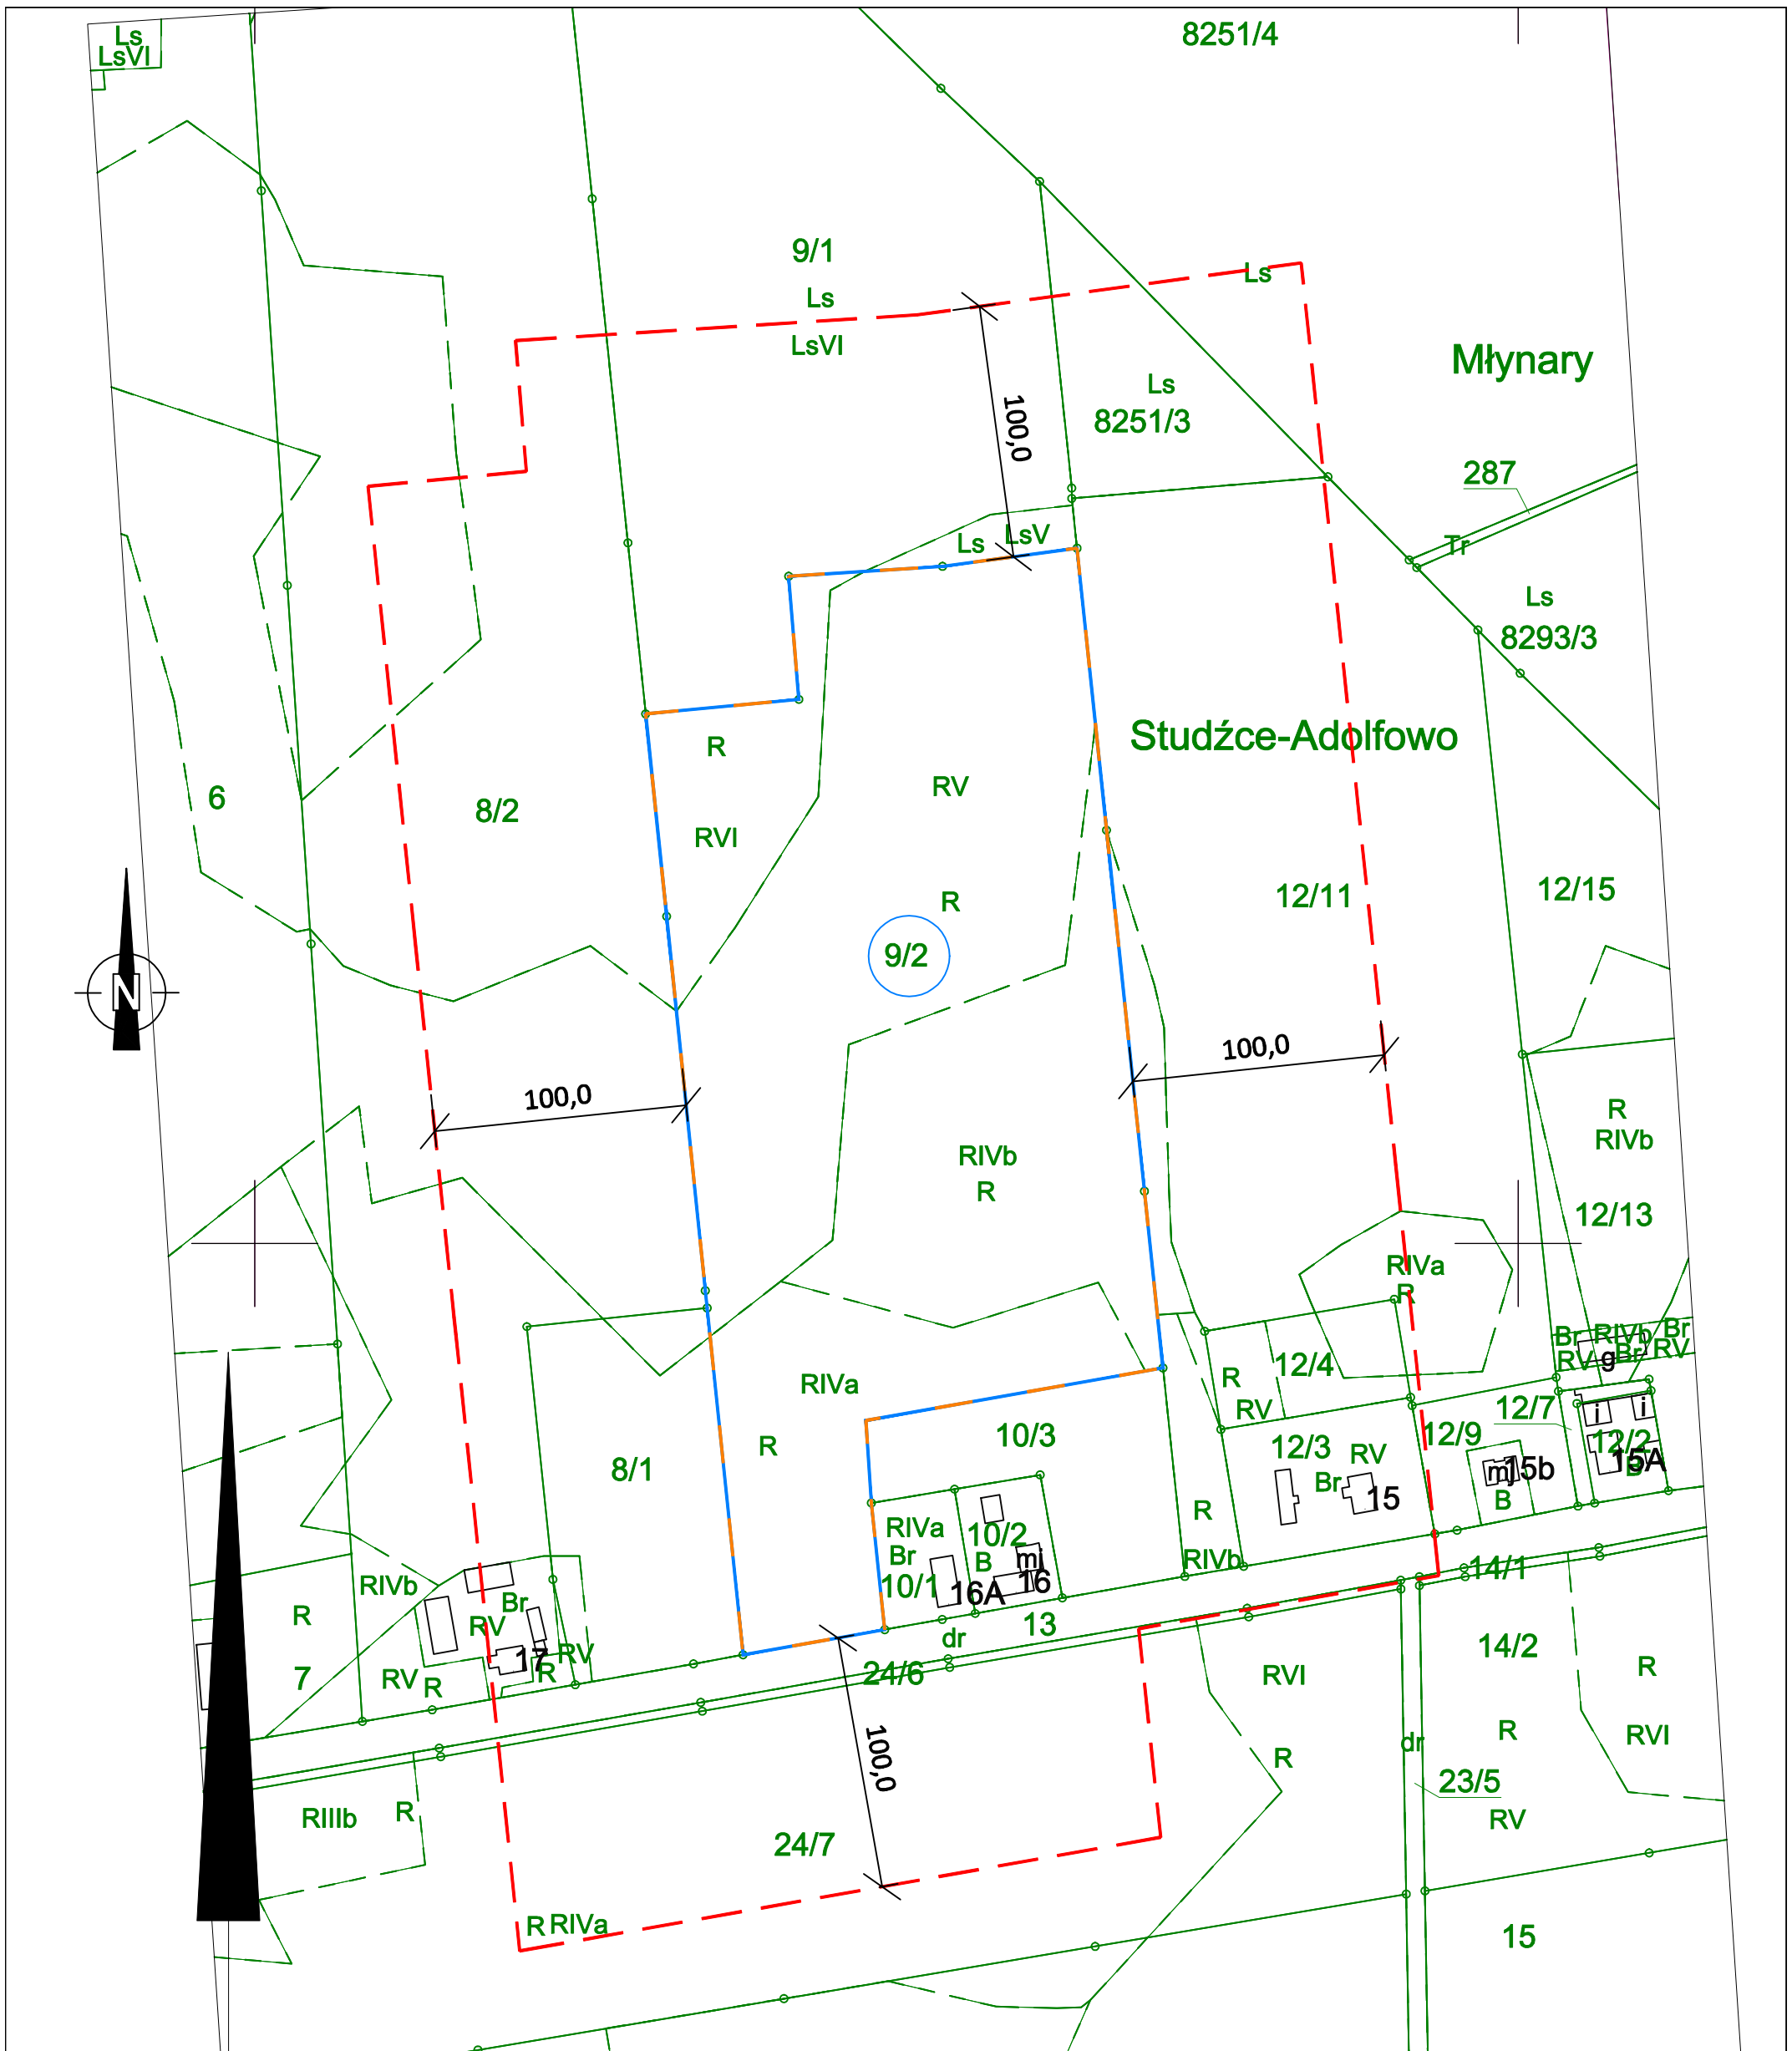 Ls
LsVI
8251/4
9/1
Ls
Ls
LsVI
Młynary
Ls
8251/3
100,0
287
Tr
LsV
Ls
Ls
8293/3
Studźce-Adolfowo
R
RV
6
8/2
RVI
12/11
12/15
R
9/2
N
100,0
100,0
R
RIVb
RIVb
R
12/13
RIVa
R
Br
RIVb
Br
RV
g
Br
RV
12/4
R
RV
RIVa
R
10/3
12/7
i
i
12/9
12/2
12/3
RV
8/1
Br
15
mj
15b
15A
B
B
R
RIVa
10/2
Br
B
mj
RIVb
10/1
16A
16
14/1
RIVb
R
Br
RV
13
dr
17
RV
R
7
RV
R
24/6
RVI
14/2
R
R
R
RVI
dr
100,0
23/5
RIIIb
R
RV
24/7
R
RIVa
15